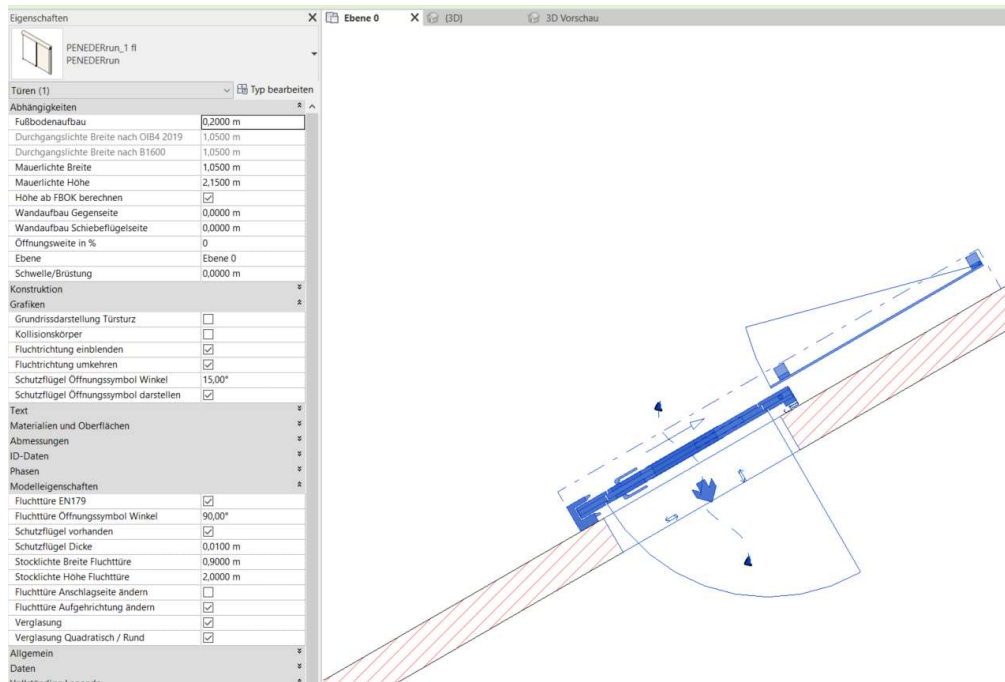 Eigenschaften
Ebene 0
(3D)
3D Vorschau
PENEDERrun_1 fl
PENEDERrun
Türen (1)
Typ bearbeiten
Abhängigkeiten
Fußbodenaufbau 0,2000 m
Durchgangslichte Breite nach OIB4 2019 1,0500 m
Durchgangslichte Breite nach B1600 1,0500 m
Mauerlichte Breite 1,0500 m
Mauerlichte Höhe 2,1500 m
Höhe ab FBOK berechnen
Wandaufbau Gegenseite 0,0000 m
Wandaufbau Schiebeflügelseite 0,0000 m
Öffnungsweite in % 0
Ebene Ebene 0
Schwelle/Brüstung 0,0000 m
Konstruktion
Grafiken
Grundrissdarstellung Türsturz
Kollisionskörper
Fluchtrichtung einblenden
Fluchtrichtung umkehren
Schutzflügel Öffnungssymbol Winkel 15,00°
Schutzflügel Öffnungssymbol darstellen
Text
Materialien und Oberflächen
Abmessungen
ID-Daten
Phasen
Modelleigenschaften
Fluchttüre EN179
Fluchttüre Öffnungssymbol Winkel 90,00°
Schutzflügel vorhanden
Schutzflügel Dicke 0,0100 m
Stocklichte Breite Fluchttüre 0,9000 m
Stocklichte Höhe Fluchttüre 2,0000 m
Fluchttüre Anschlagseite ändern
Fluchttüre Aufgehrichtung ändern
Verglasung
Verglasung Quadratisch / Rund
Allgemein
Daten